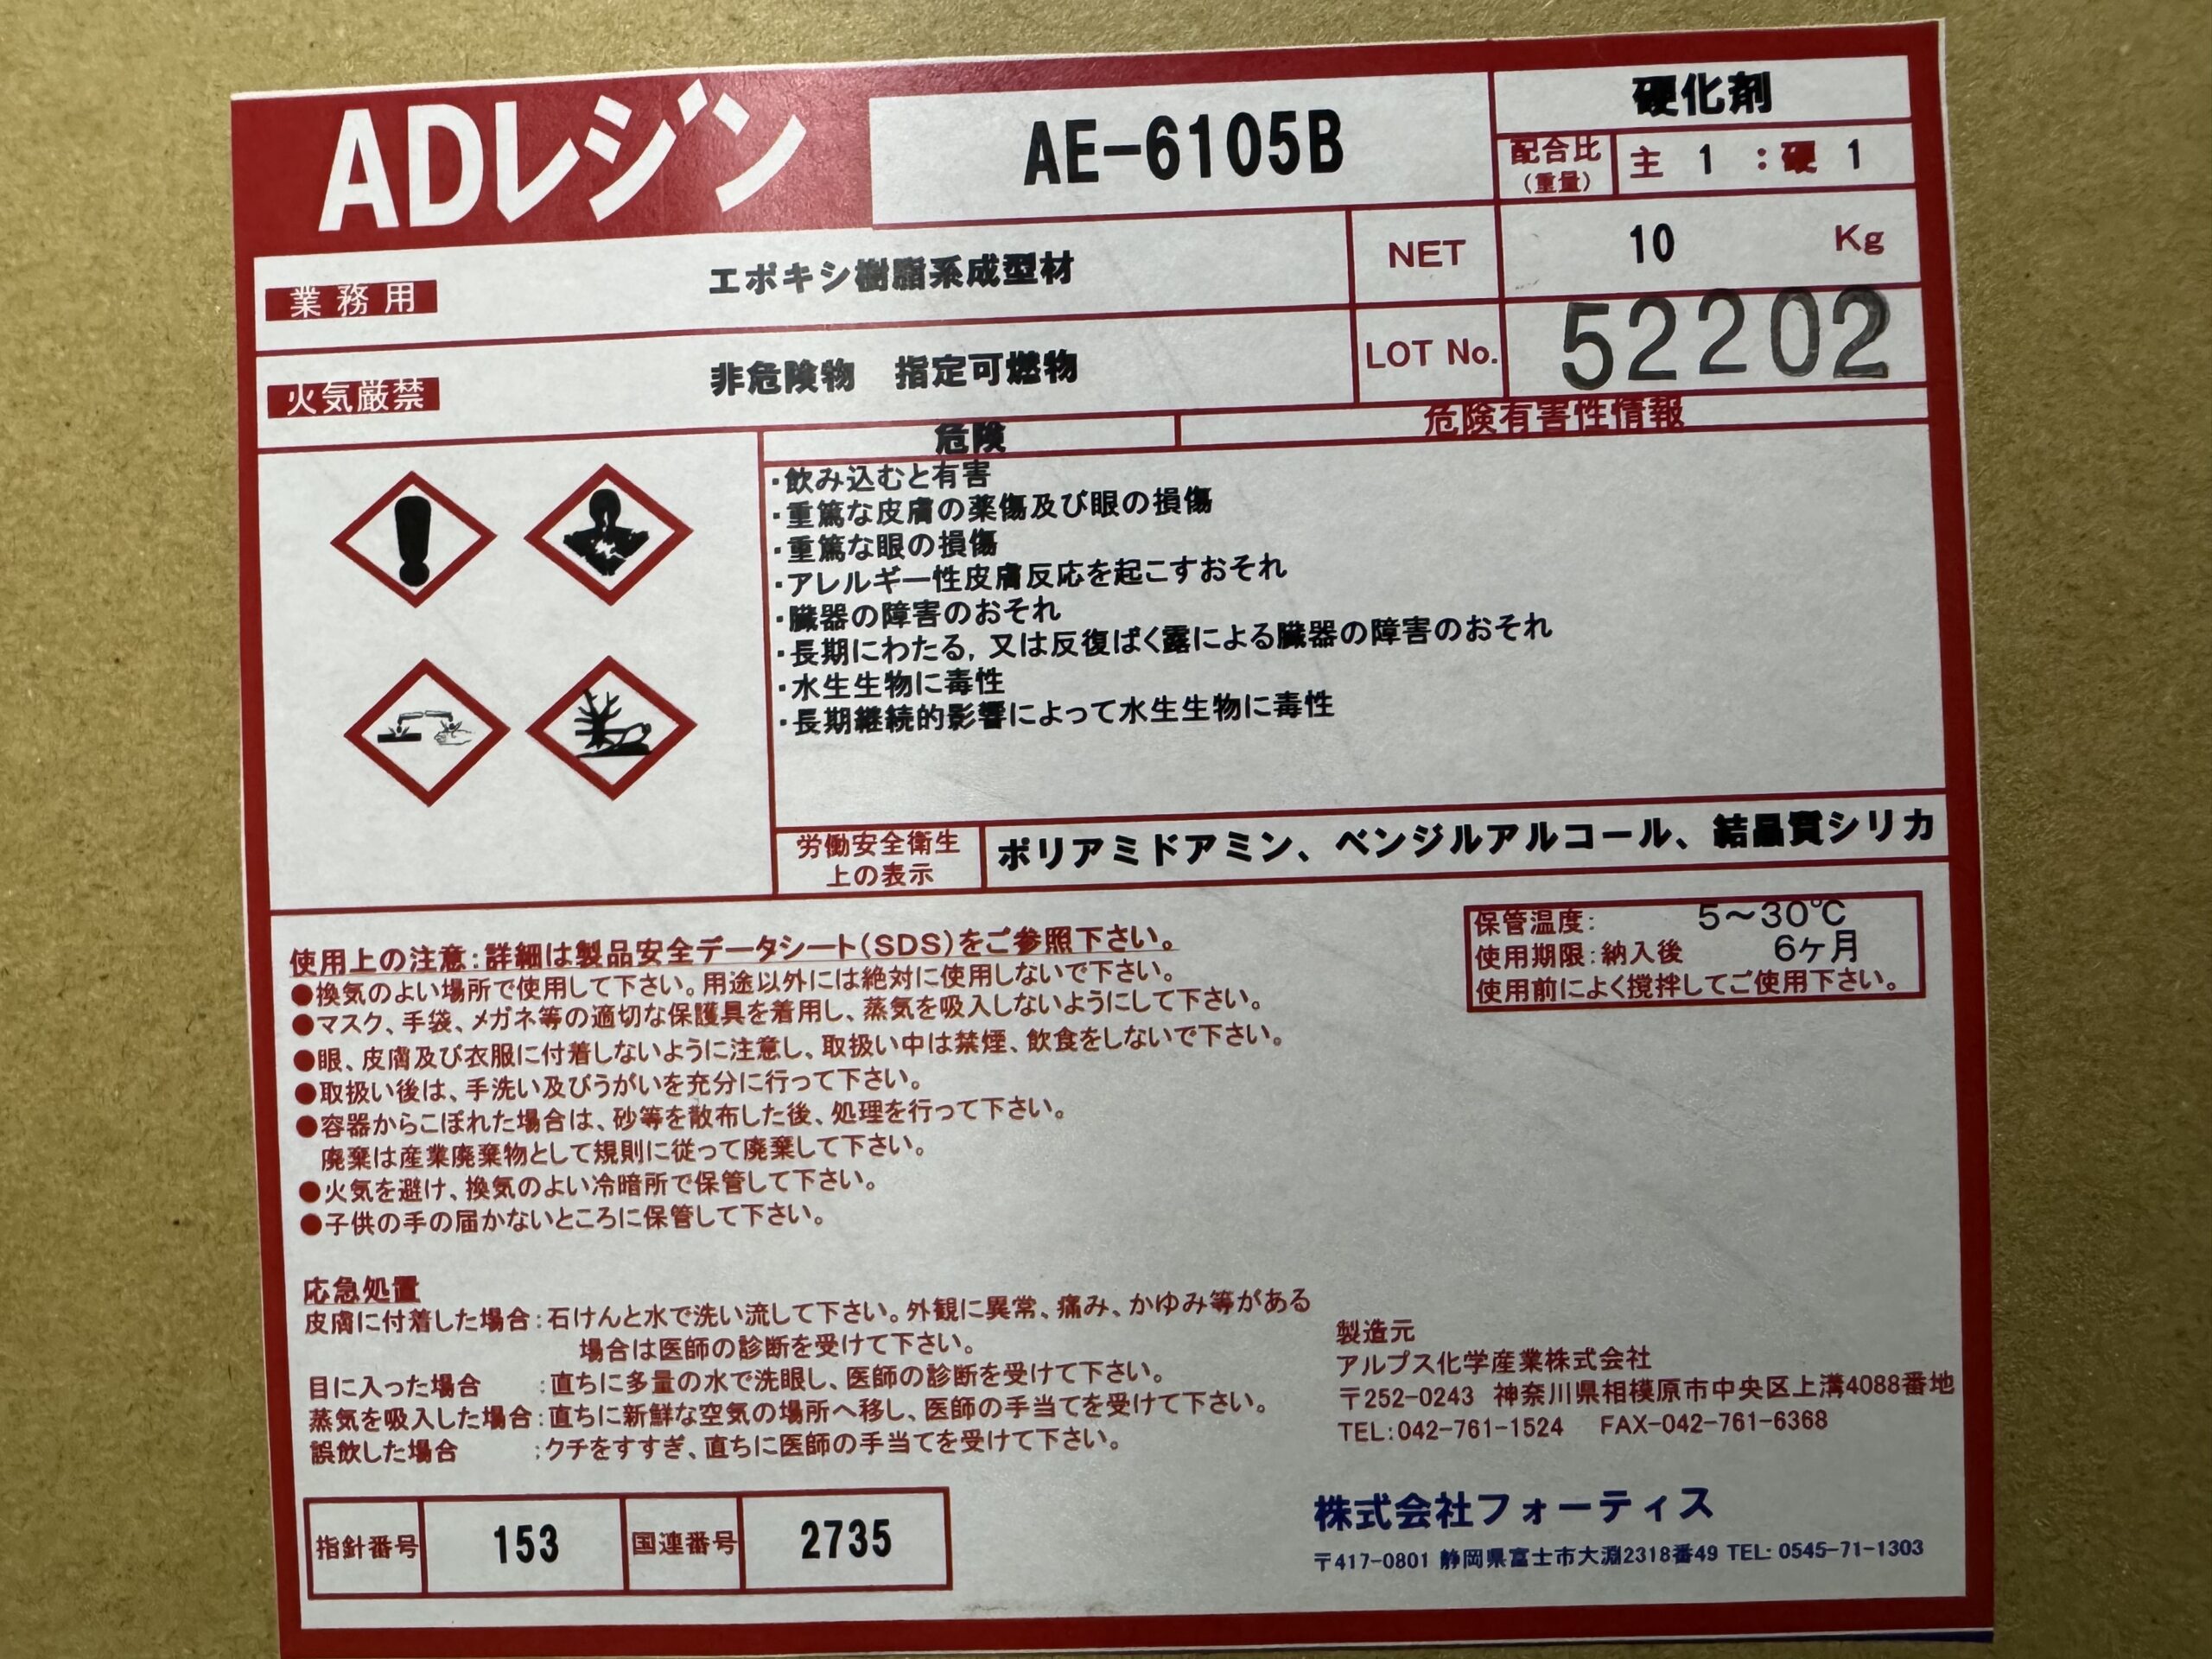 ADレジン AE-6105B 硬化剤
配合比(重量) 主 1 : 硬 1
業務用 エポキシ樹脂系成型材 NET 10 Kg
火気厳禁 非危険物 指定可燃物 LOT No. 52202
危険 危険有害性情報
・飲み込むと有害
・重篤な皮膚の薬傷及び眼の損傷
・重篤な眼の損傷
・アレルギー性皮膚反応を起こすおそれ
・臓器の障害のおそれ
・長期にわたる,又は反復ばく露による臓器の障害のおそれ
・水生生物に毒性
・長期継続的影響によって水生生物に毒性
労働安全衛生上の表示 ポリアミドアミン、ベンジルアルコール、結晶質シリカ
保管温度: 5～30℃
使用期限:納入後 6ヶ月
使用前によく撹拌してご使用下さい。
使用上の注意:詳細は製品安全データシート(SDS)をご参照下さい。
●換気のよい場所で使用して下さい。用途以外には絶対に使用しないで下さい。
●マスク、手袋、メガネ等の適切な保護具を着用し、蒸気を吸入しないようにして下さい。
●眼、皮膚及び衣服に付着しないように注意し、取扱い中は禁煙、飲食をしないで下さい。
●取扱い後は、手洗い及びうがいを充分に行って下さい。
●容器からこぼれた場合は、砂等を散布した後、処理を行って下さい。
廃棄は産業廃棄物として規則に従って廃棄して下さい。
●火気を避け、換気のよい冷暗所で保管して下さい。
●子供の手の届かないところに保管して下さい。
応急処置
皮膚に付着した場合:石けんと水で洗い流して下さい。外観に異常、痛み、かゆみ等がある
場合は医師の診断を受けて下さい。
目に入った場合 :直ちに多量の水で洗眼し、医師の診断を受けて下さい。
蒸気を吸入した場合:直ちに新鮮な空気の場所へ移し、医師の手当てを受けて下さい。
誤飲した場合 :クチをすすぎ、直ちに医師の手当てを受けて下さい。
製造元
アルプス化学産業株式会社
〒252-0243 神奈川県相模原市中央区上溝4088番地
TEL:042-761-1524 FAX-042-761-6368
指針番号 153 国連番号 2735
株式会社フォーティス
〒417-0801 静岡県富士市大淵2318番49 TEL: 0545-71-1303